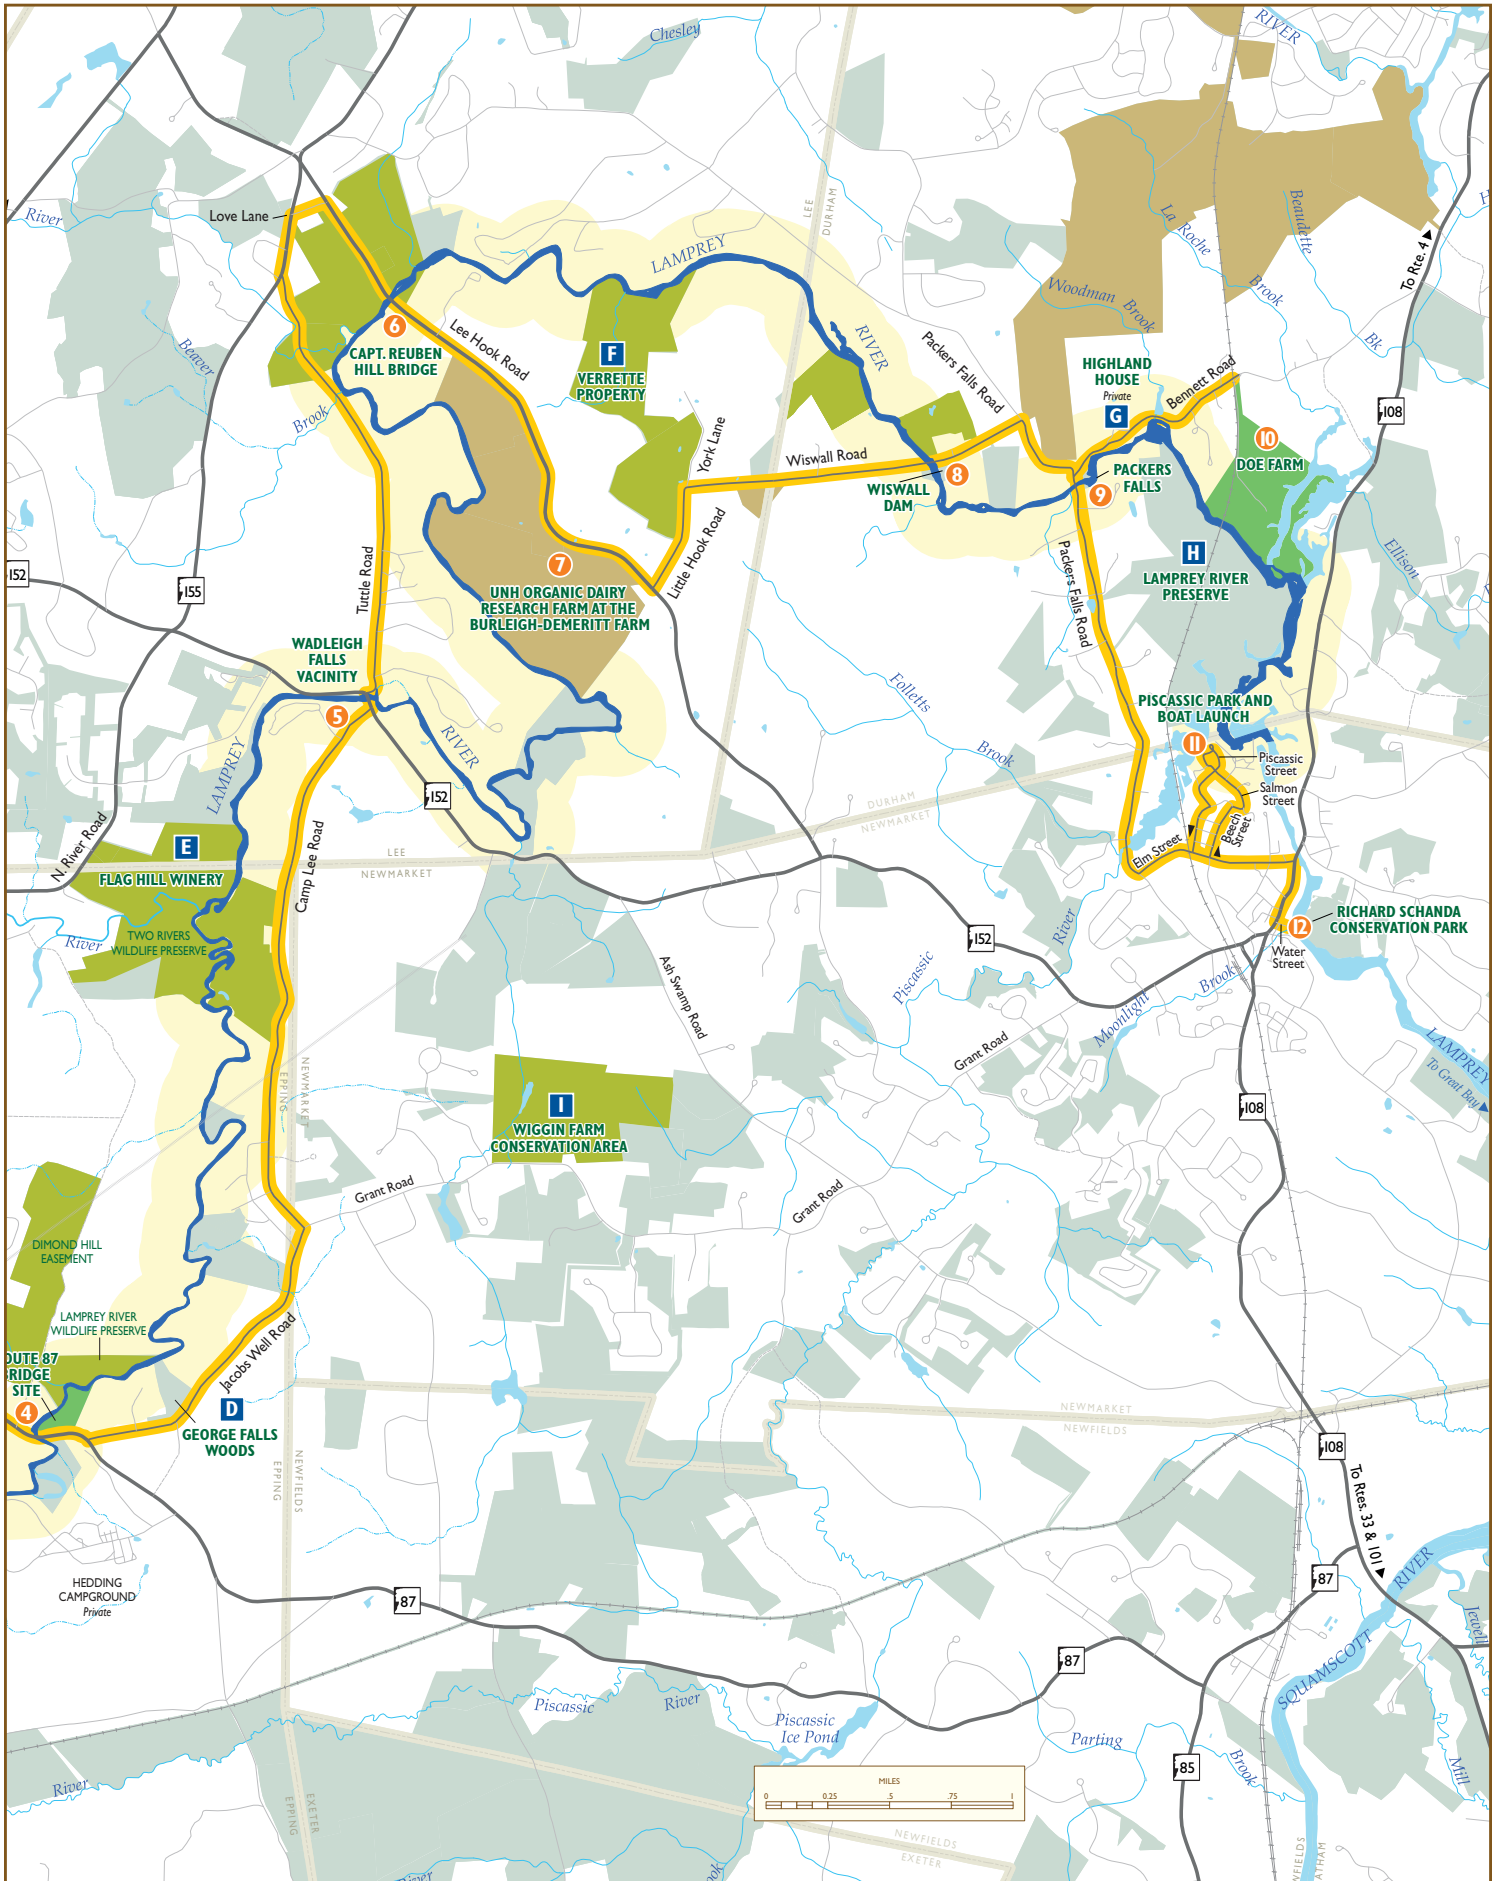 Chesley
RIVER
River
Love Lane
LEE
DURHAM
LAMPREY
RIVER
La Roche
Brook
Beaudette
Bk
To Rte. 4
Woodman
Brook
Beaver
Brook
6
CAPT. REUBEN
HILL BRIDGE
Lee Hook Road
F
VERRETTE
PROPERTY
Packers Falls Road
HIGHLAND
HOUSE
Private
G
Bennett Road
108
York Lane
Wiswall Road
8
WISWALL
DAM
9
PACKERS
FALLS
10
DOE FARM
Little Hook Road
152
155
Tuttle Road
7
UNH ORGANIC DAIRY
RESEARCH FARM AT THE
BURLEIGH-DEMERITT FARM
Packers Falls Road
H
LAMPREY RIVER
PRESERVE
Ellison
WADLEIGH
FALLS
VACINITY
5
LAMPREY
RIVER
152
Folletts
Brook
PISCASSIC PARK AND
BOAT LAUNCH
11
Piscassic
Street
Salmon
Street
Beech
Street
Elm Street
DURHAM
NEWMARKET
N. River Road
E
FLAG HILL WINERY
LEE
NEWMARKET
Camp Lee Road
River
TWO RIVERS
WILDLIFE PRESERVE
152
River
Piscassic
12
RICHARD SCHANDA
CONSERVATION PARK
Water
Street
Ash Swamp Road
Moonlight
Brook
Grant Road
LAMPREY
To Great Bay
EPPING
NEWMARKET
I
WIGGIN FARM
CONSERVATION AREA
108
Grant Road
Grant Road
DIMOND HILL
EASEMENT
LAMPREY RIVER
WILDLIFE PRESERVE
OUTE 87
BRIDGE
SITE
4
Jacobs Well Road
D
GEORGE FALLS
WOODS
NEWMARKET
NEWFIELDS
108
To Rtes. 33 & 101
EPPING
NEWFIELDS
HEDDING
CAMPGROUND
Private
87
87
RIVER
SQUAMSCOTT
Jewell
87
Piscassic
River
Piscassic
Ice Pond
Parting
Brook
85
Mill
River
MILES
0
0.25
.5
.75
1
EPPING
EXETER
NEWFIELDS
EXETER
River